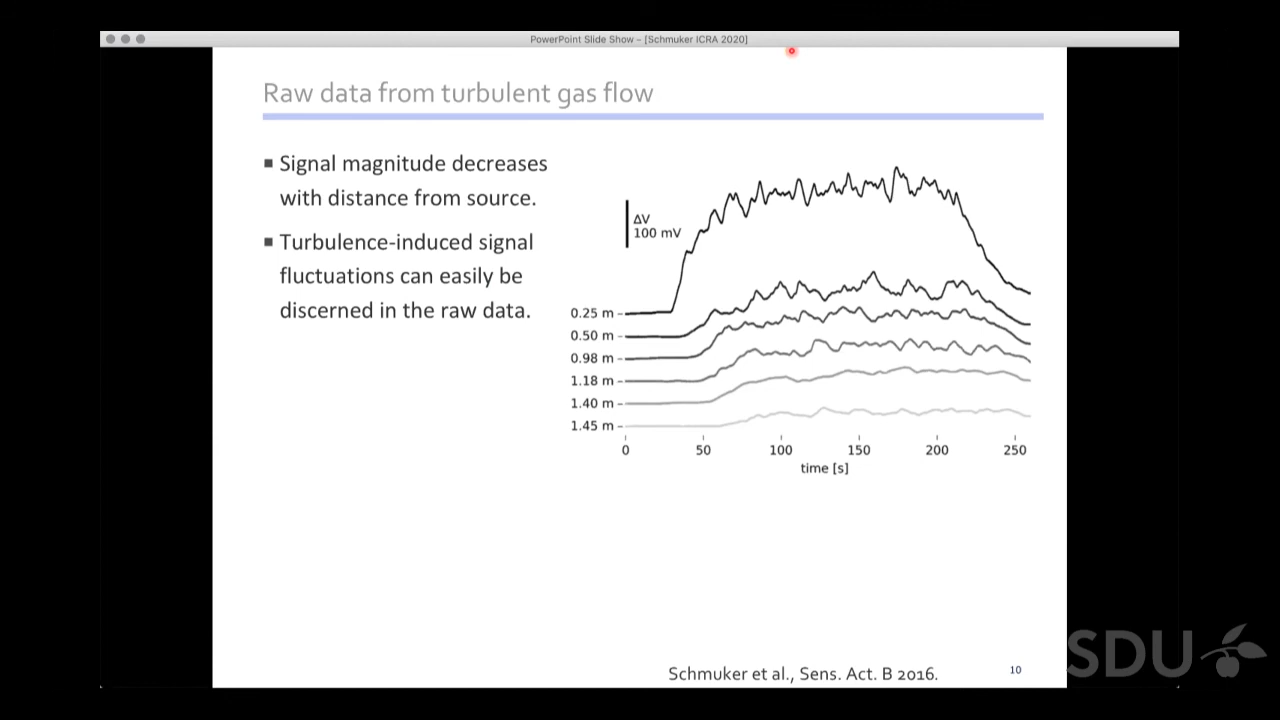 PowerPoint Slide Show – [Schmuker ICRA 2020]
Raw data from turbulent gas flow
▪ Signal magnitude decreases
with distance from source.
▪ Turbulence-induced signal
fluctuations can easily be
discerned in the raw data.
ΔV
100 mV
0.25 m
0.50 m
0.98 m
1.18 m
1.40 m
1.45 m
0 50 100 150 200 250
time [s]
Schmuker et al., Sens. Act. B 2016.
10
SDU